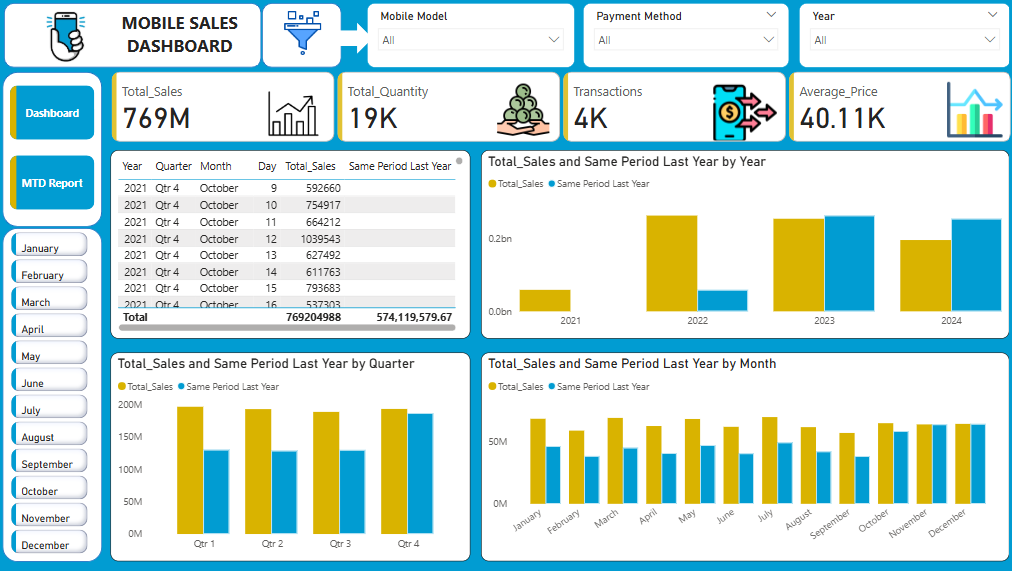 MOBILE SALES
DASHBOARD
Mobile Model
All
Payment Method
All
Year
All
Dashboard
MTD Report
January
February
March
April
May
June
July
August
September
October
November
December
Total_Sales
769M
Total_Quantity
19K
Transactions
4K
Average_Price
40.11K
Year Quarter Month Day Total_Sales Same Period Last Year
2021 Qtr 4 October 9 592660
2021 Qtr 4 October 10 754917
2021 Qtr 4 October 11 664212
2021 Qtr 4 October 12 1039543
2021 Qtr 4 October 13 627492
2021 Qtr 4 October 14 611763
2021 Qtr 4 October 15 793683
2021 Qtr 4 October 16 537303
Total 769204988 574,119,579.67
Total_Sales and Same Period Last Year by Year
Total_Sales Same Period Last Year
0.2bn
0.0bn
2021 2022 2023 2024
Total_Sales and Same Period Last Year by Quarter
Total_Sales Same Period Last Year
200M
150M
100M
50M
0M
Qtr 1 Qtr 2 Qtr 3 Qtr 4
Total_Sales and Same Period Last Year by Month
Total_Sales Same Period Last Year
50M
0M
January February March April May June July August September October November December